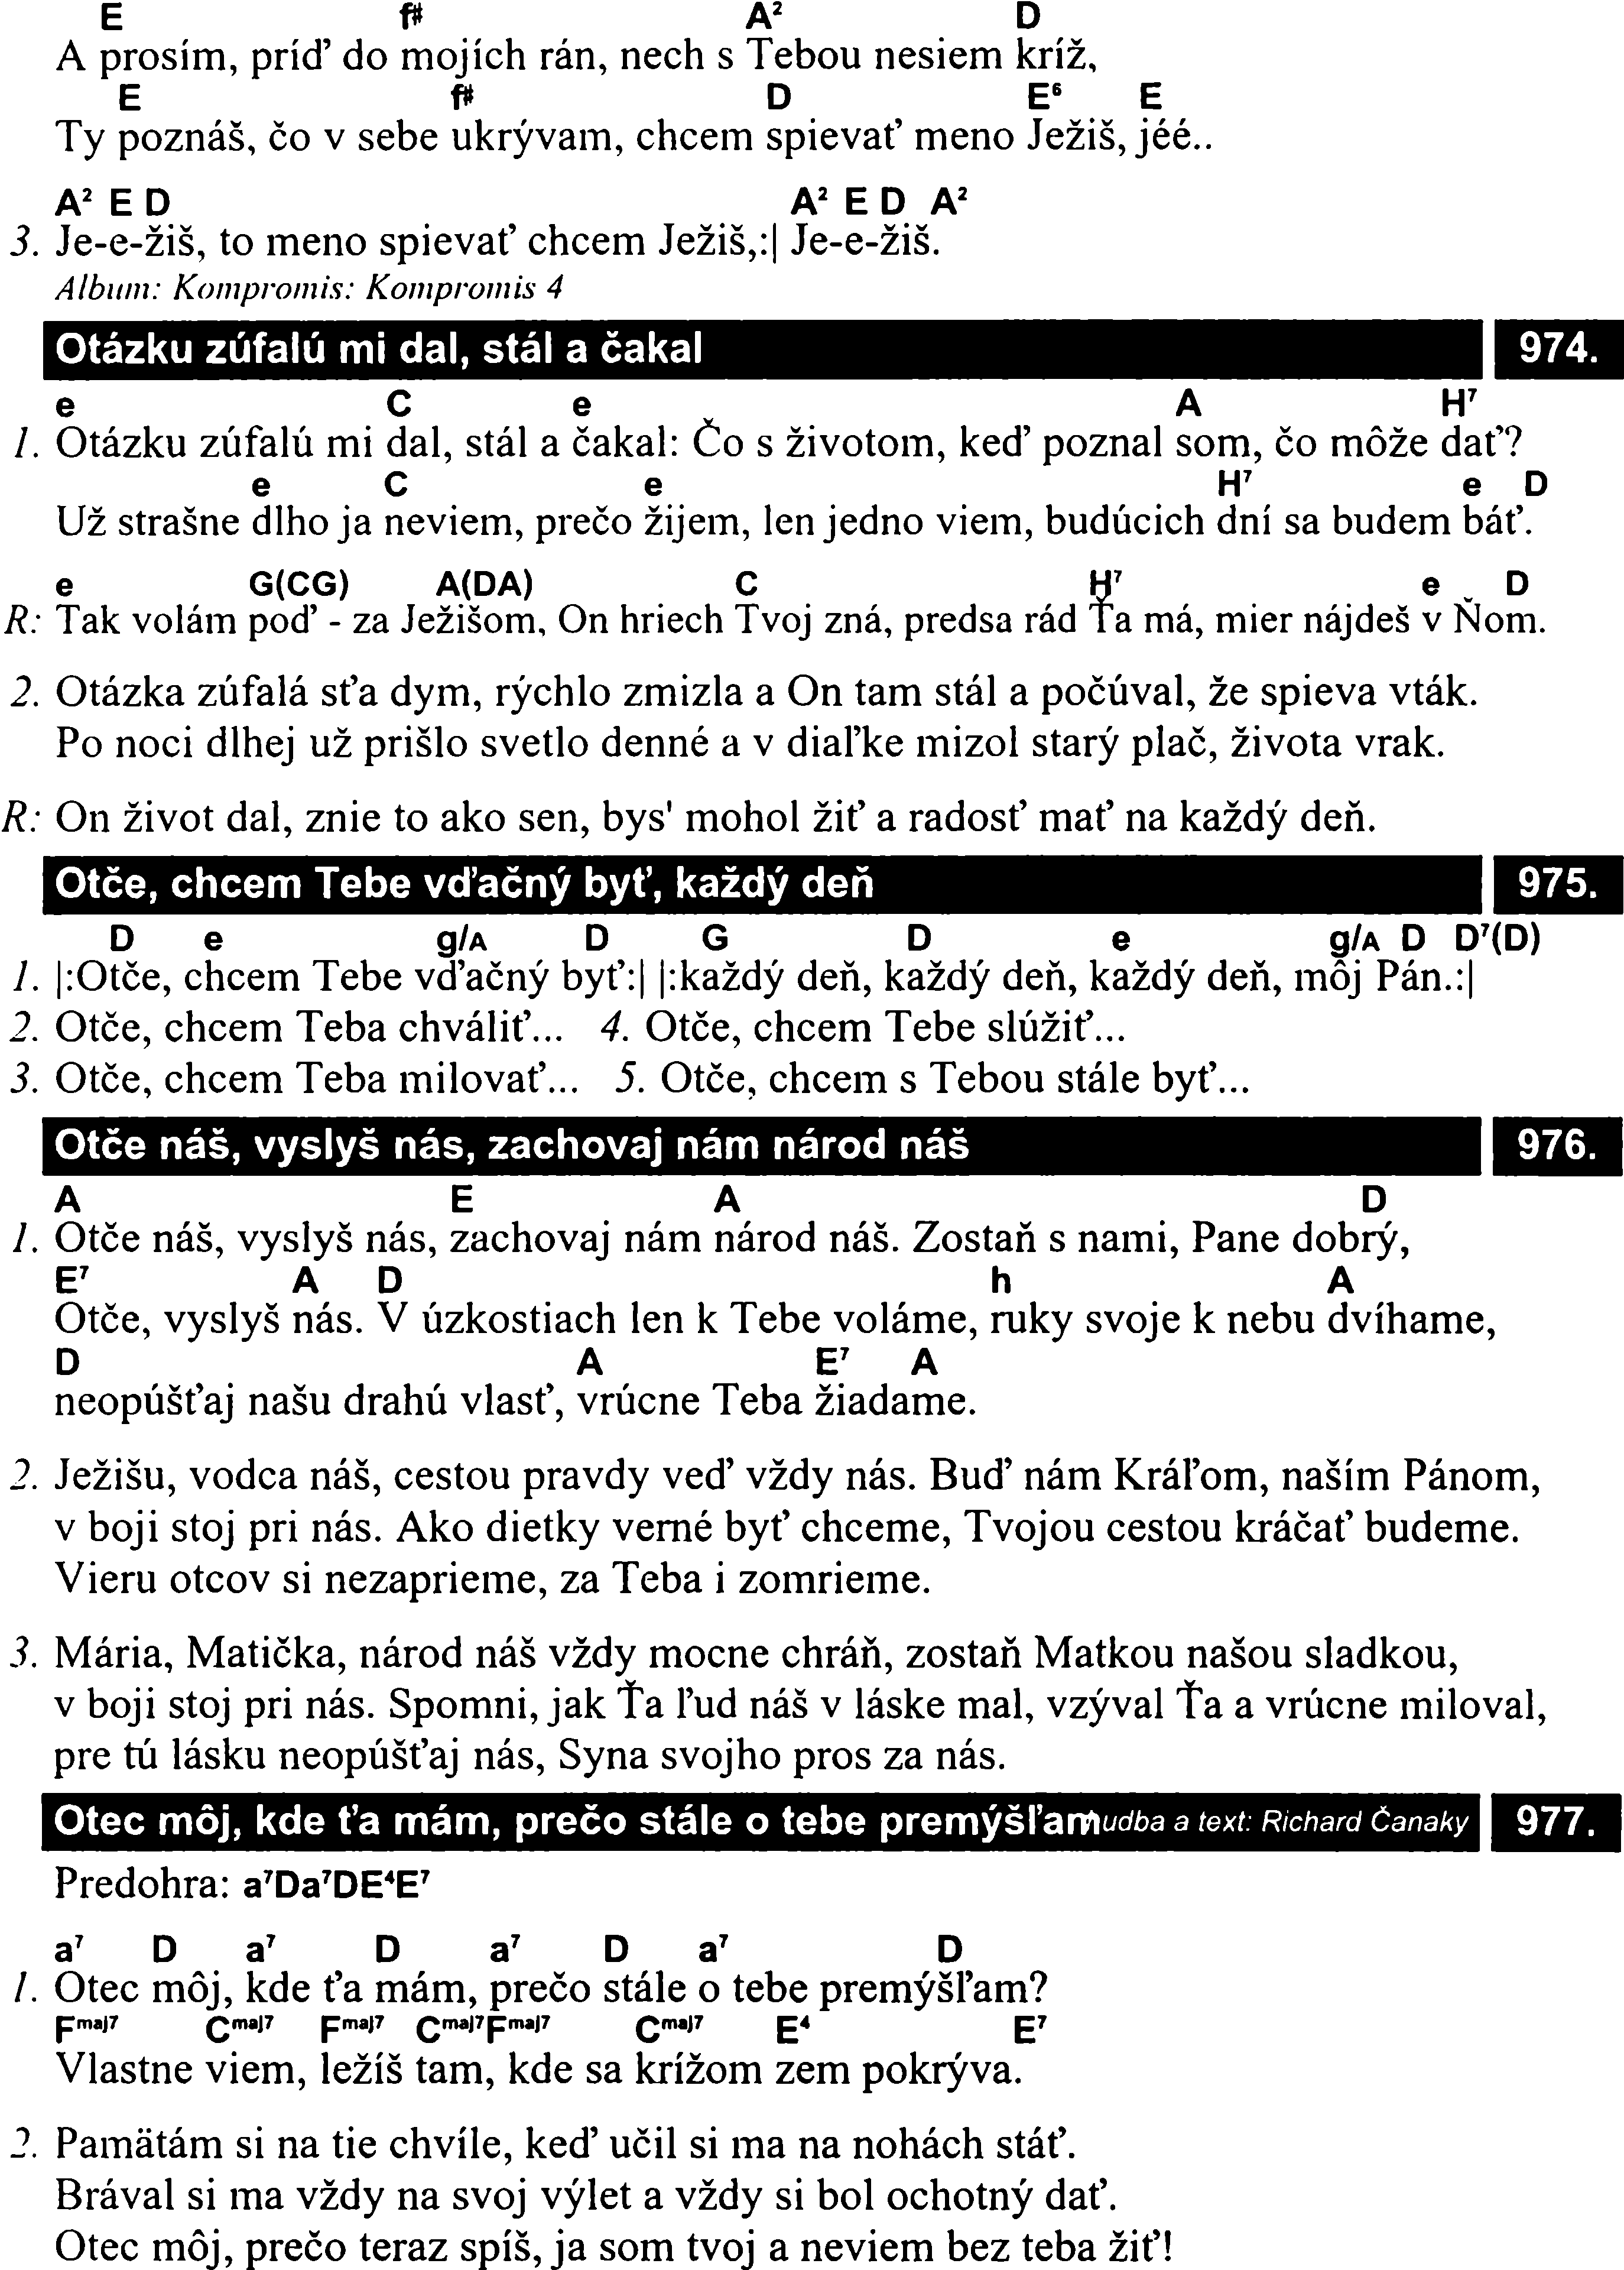 E f# A² D
A prosím, príď do mojích rán, nech s Tebou nesiem kríž,
E f# D E⁶ E
Ty poznáš, čo v sebe ukrývam, chcem spievať meno Ježiš, jéé..
A² E D A² E D A²
3. Je-e-žiš, to meno spievať chcem Ježiš,:| Je-e-žiš.
Album: Kompromis: Kompromis 4
Otázku zúfalú mi dal, stál a čakal 974.
e C e A H⁷
1. Otázku zúfalú mi dal, stál a čakal: Čo s životom, keď poznal som, čo môže dať?
e C e H⁷ e D
Už strašne dlho ja neviem, prečo žijem, len jedno viem, budúcich dní sa budem báť.
e G(CG) A(DA) C H⁷ e D
R: Tak volám poď - za Ježišom, On hriech Tvoj zná, predsa rád Ťa má, mier nájdeš v Ňom.
2. Otázka zúfalá sťa dym, rýchlo zmizla a On tam stál a počúval, že spieva vták.
Po noci dlhej už prišlo svetlo denné a v diaľke mizol starý plač, života vrak.
R: On život dal, znie to ako sen, bys' mohol žiť a radosť mať na každý deň.
Otče, chcem Tebe vďačný byť, každý deň 975.
D e g/A D G D e g/A D D⁷(D)
1. |:Otče, chcem Tebe vďačný byť:| |:každý deň, každý deň, každý deň, môj Pán.:|
2. Otče, chcem Teba chváliť... 4. Otče, chcem Tebe slúžiť...
3. Otče, chcem Teba milovať... 5. Otče, chcem s Tebou stále byť...
Otče náš, vyslyš nás, zachovaj nám národ náš 976.
A E A D
1. Otče náš, vyslyš nás, zachovaj nám národ náš. Zostaň s nami, Pane dobrý,
E⁷ A D h A
Otče, vyslyš nás. V úzkostiach len k Tebe voláme, ruky svoje k nebu dvíhame,
D A E⁷ A
neopúšťaj našu drahú vlasť, vrúcne Teba žiadame.
2. Ježišu, vodca náš, cestou pravdy veď vždy nás. Buď nám Kráľom, naším Pánom,
v boji stoj pri nás. Ako dietky verné byť chceme, Tvojou cestou kráčať budeme.
Vieru otcov si nezaprieme, za Teba i zomrieme.
3. Mária, Matička, národ náš vždy mocne chráň, zostaň Matkou našou sladkou,
v boji stoj pri nás. Spomni, jak Ťa ľud náš v láske mal, vzýval Ťa a vrúcne miloval,
pre tú lásku neopúšťaj nás, Syna svojho pros za nás.
Otec môj, kde ťa mám, prečo stále o tebe premýšľam udba a text: Richard Čanaky 977.
Predohra: a⁷Da⁷DE⁴E⁷
a⁷ D a⁷ D a⁷ D a⁷ D
1. Otec môj, kde ťa mám, prečo stále o tebe premýšľam?
Fmaj7 Cmaj7 Fmaj7 Cmaj7Fmaj7 Cmaj7 E⁴ E⁷
Vlastne viem, ležíš tam, kde sa krížom zem pokrýva.
2. Pamätám si na tie chvíle, keď učil si ma na nohách stáť.
Brával si ma vždy na svoj výlet a vždy si bol ochotný dať.
Otec môj, prečo teraz spíš, ja som tvoj a neviem bez teba žiť!